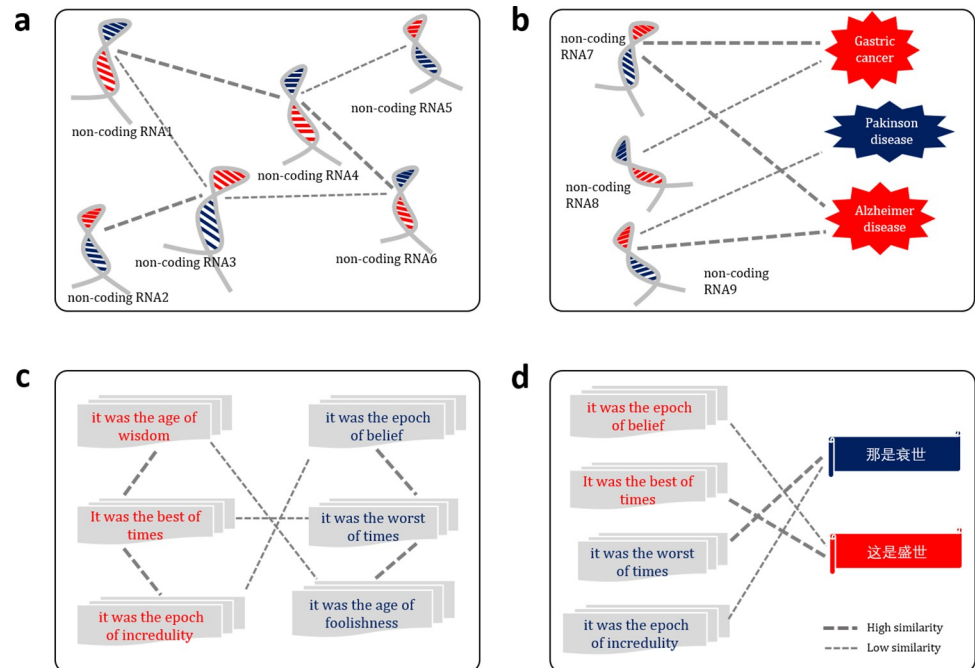 a
non-coding RNA1
non-coding RNA2
non-coding RNA3
non-coding RNA4
non-coding RNA5
non-coding RNA6
b
non-coding
RNA7
non-coding
RNA8
non-coding
RNA9
Gastric
cancer
Pakinson
disease
Alzheimer
disease
c
it was the age of
wisdom
It was the best of
times
it was the epoch
of incredulity
it was the epoch
of belief
it was the worst
of times
it was the age of
foolishness
d
it was the epoch
of belief
It was the best of
times
it was the worst
of times
it was the epoch
of incredulity
那是衰世
这是盛世
High similarity
Low similarity